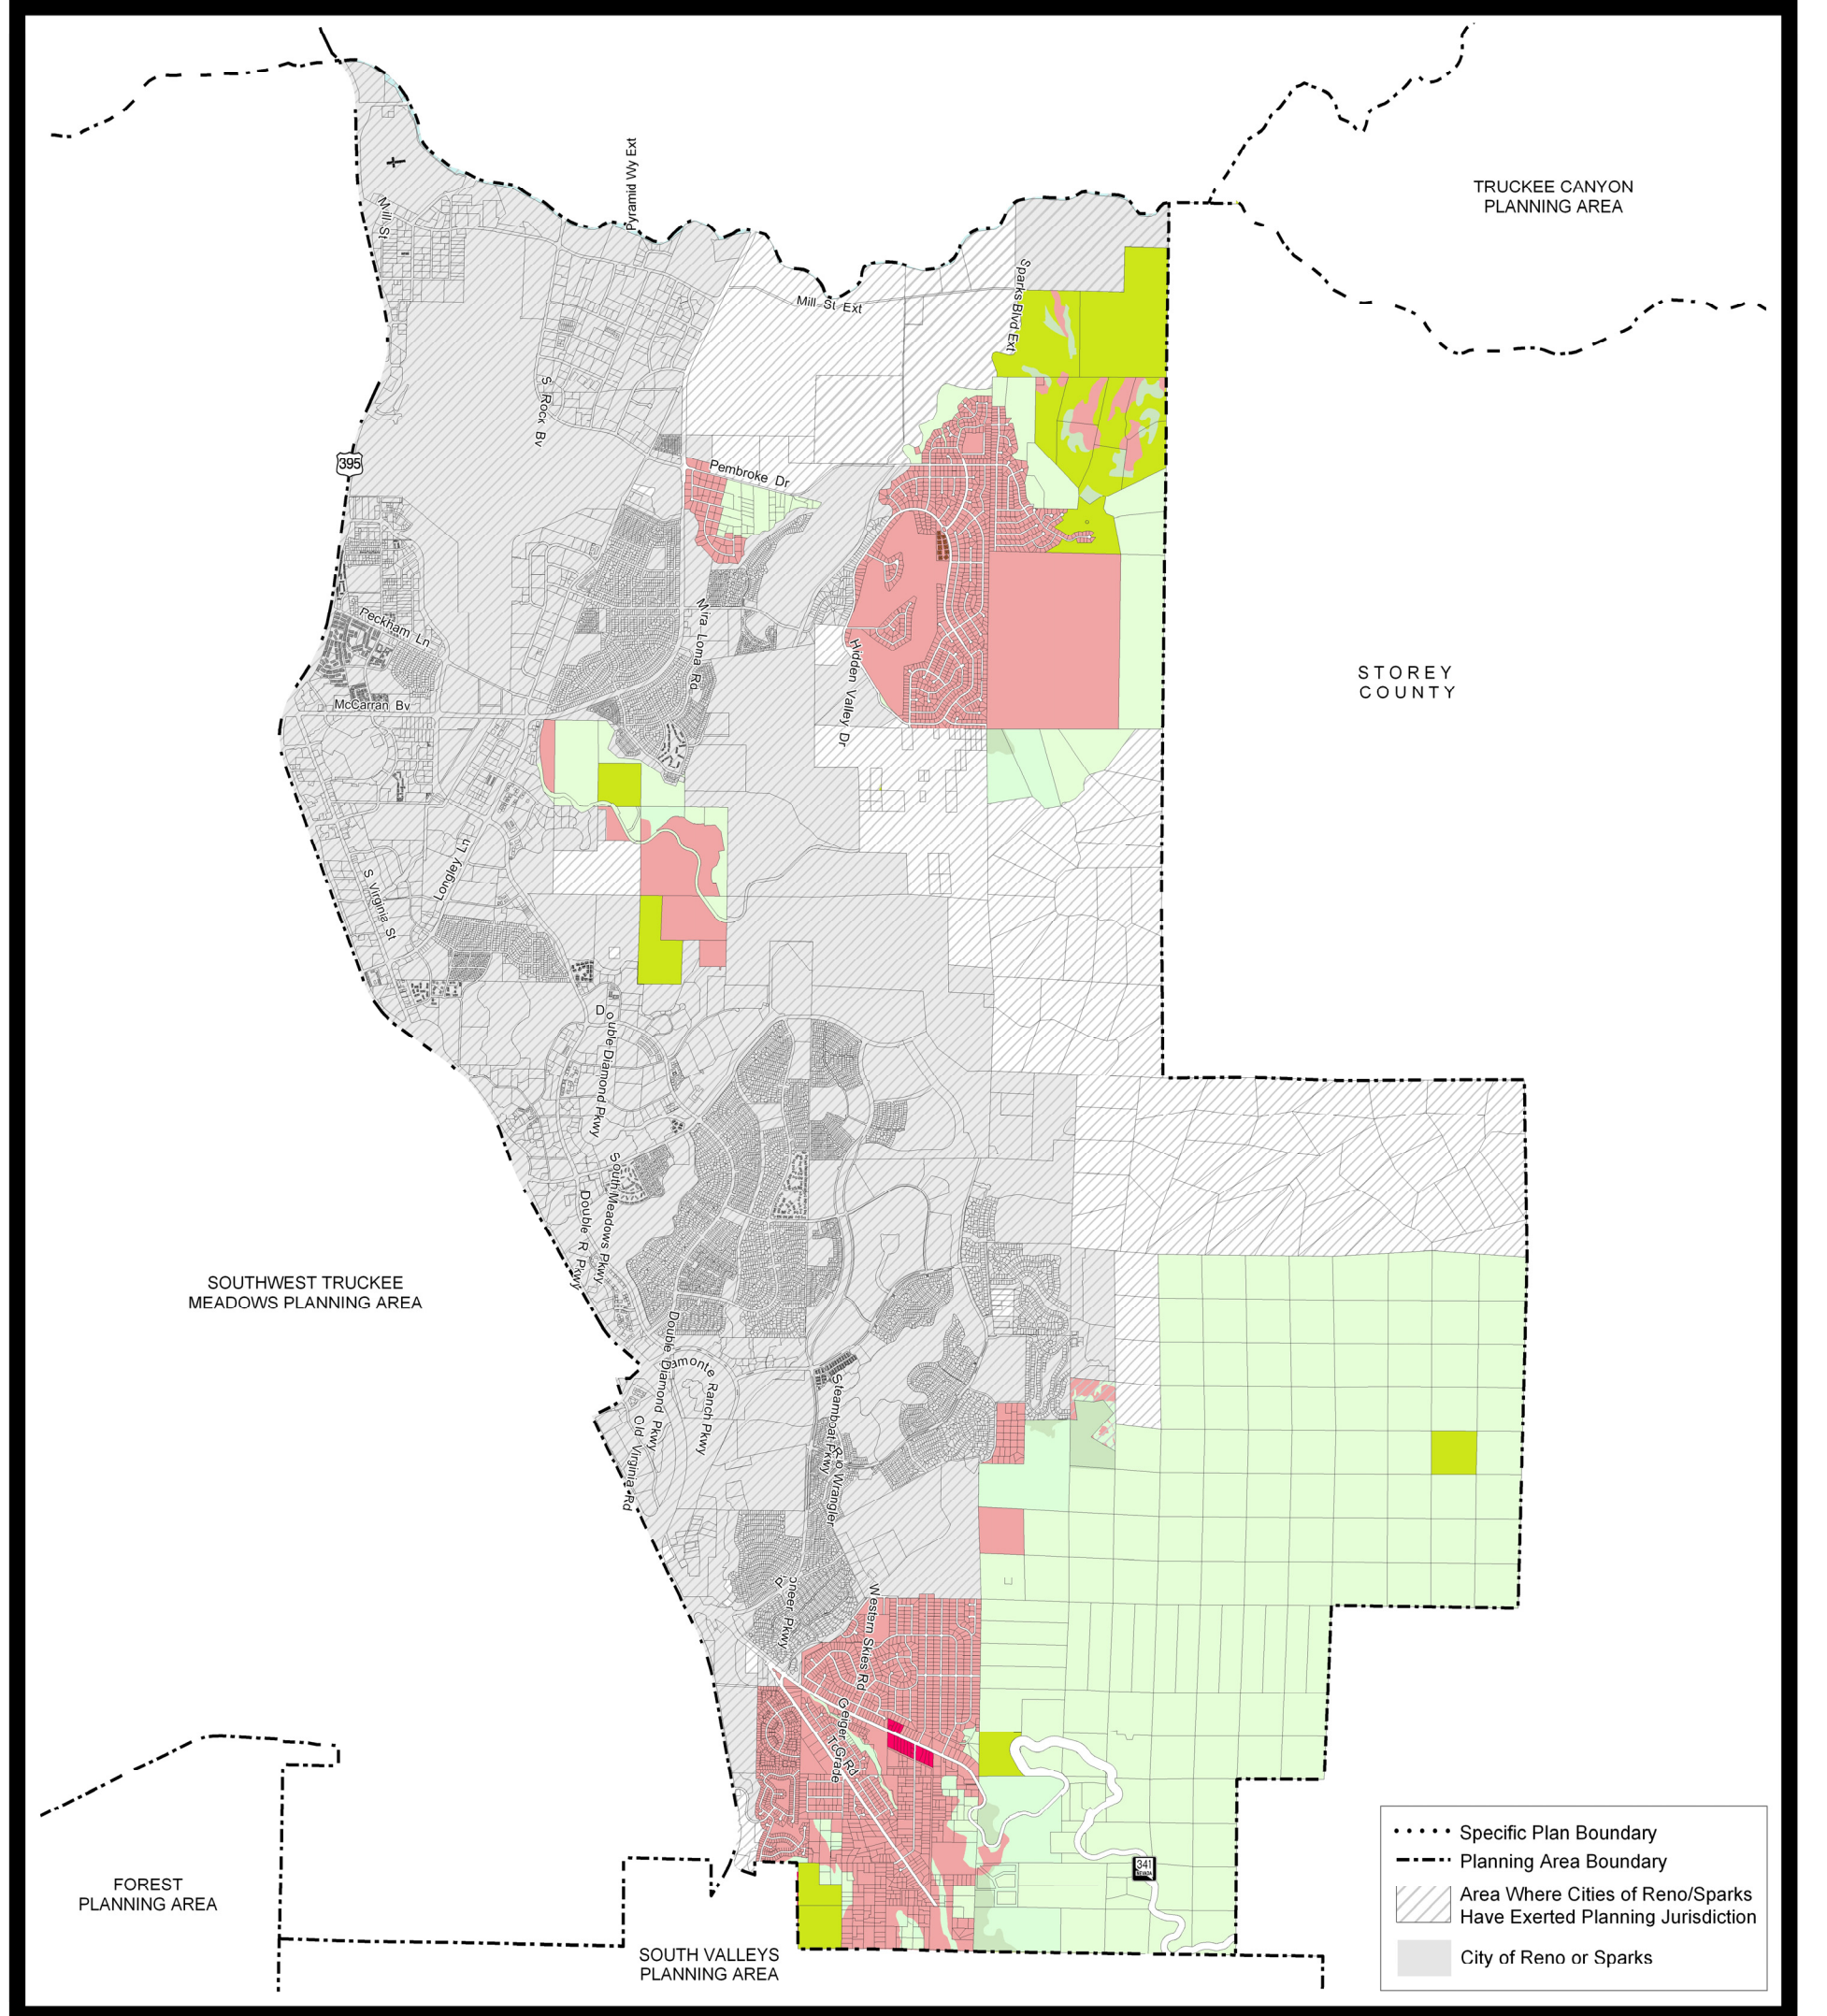 Pyramid Wy Ext
TRUCKEE CANYON
PLANNING AREA
Mill St
Mill St Ext
Sparks Blvd Ext
S Rock Bv
395
Pembroke Dr
Peckham Ln
Mira Loma Rd
Hidden Valley Dr
STOREY
COUNTY
McCarran Bv
Longley Ln
S Virginia St
Double Diamond Pkwy
South Meadows Pkwy
Double R Pkwy
SOUTHWEST TRUCKEE
MEADOWS PLANNING AREA
Double Diamond Pkwy
amonte Ranch Pkwy
Steamboat Pkwy
Rio Wrangler
Old Virginia Rd
Western Skies Rd
Geiger Grade
Toll Rd
341
NEVADA
FOREST
PLANNING AREA
SOUTH VALLEYS
PLANNING AREA
Specific Plan Boundary
Planning Area Boundary
Area Where Cities of Reno/Sparks
Have Exerted Planning Jurisdiction
City of Reno or Sparks